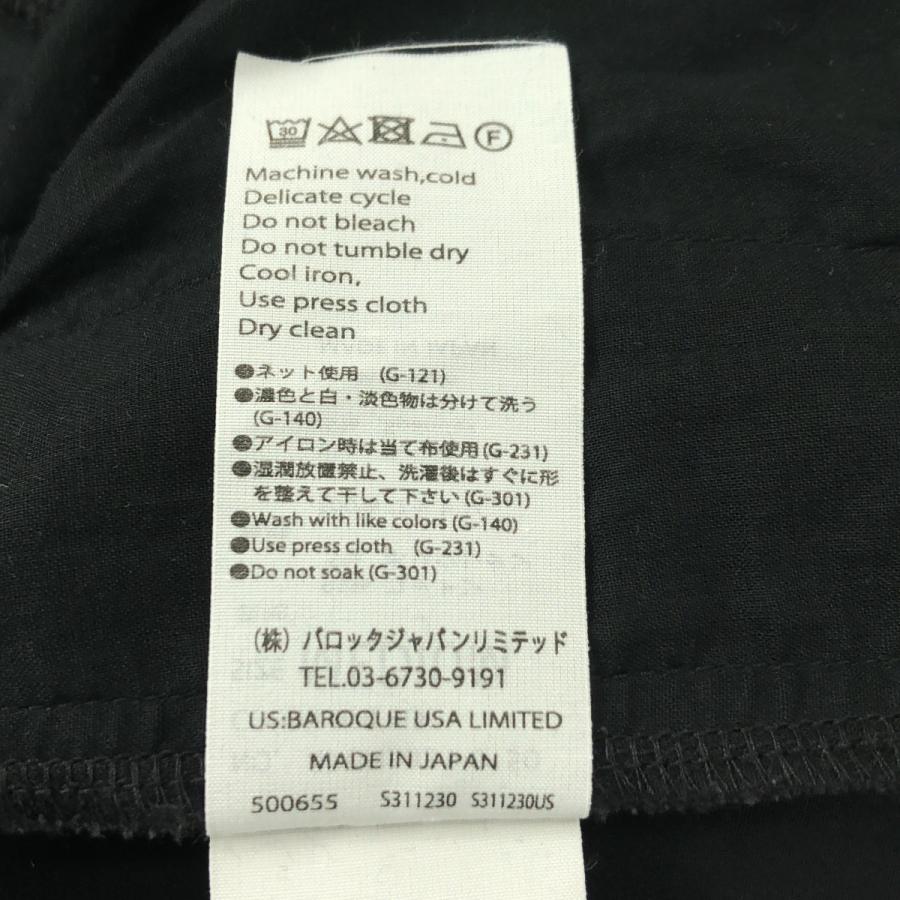 30 F
Machine wash,cold
Delicate cycle
Do not bleach
Do not tumble dry
Cool iron,
Use press cloth
Dry clean
●ネット使用 (G-121)
●濃色と白・淡色物は分けて洗う
(G-140)
●アイロン時は当て布使用(G-231)
●湿潤放置禁止、洗濯後はすぐに形
を整えて干して下さい(G-301)
●Wash with like colors (G-140)
●Use press cloth (G-231)
●Do not soak (G-301)
(株) バロックジャパンリミテッド
TEL.03-6730-9191
US:BAROQUE USA LIMITED
MADE IN JAPAN
500655 S311230 S311230US